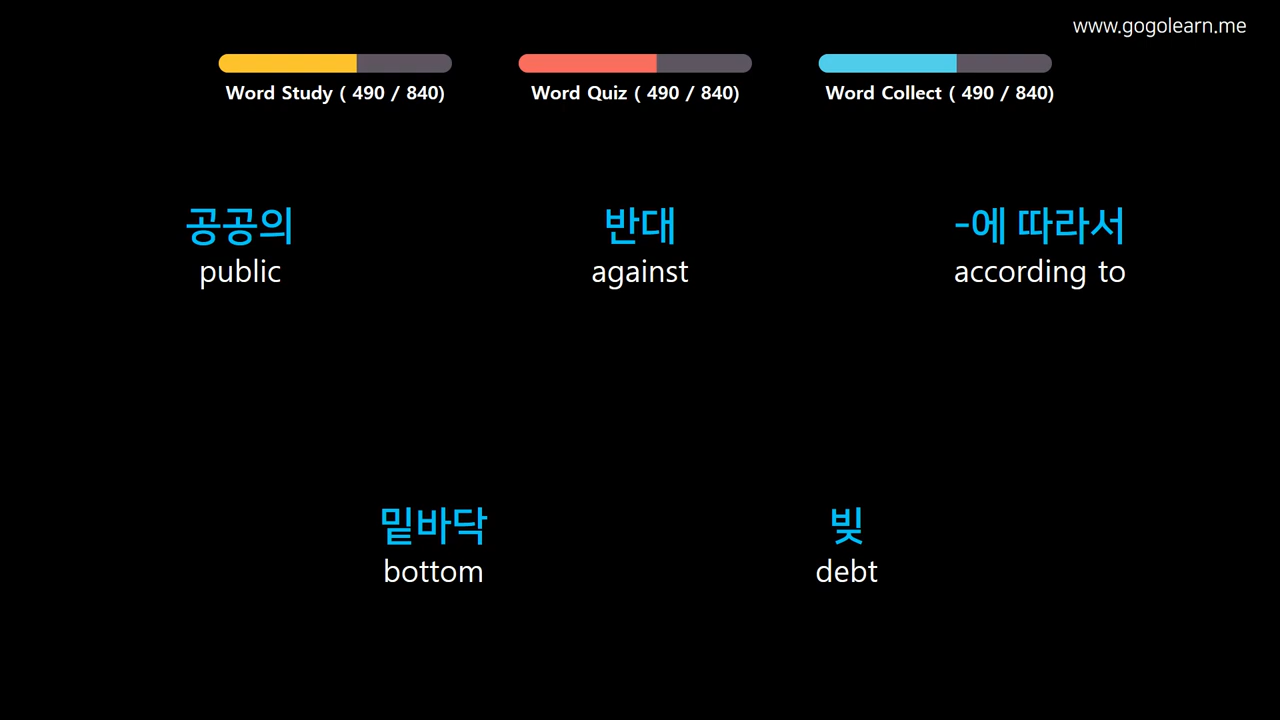 www.gogolearn.me
Word Study ( 490 / 840)
Word Quiz ( 490 / 840)
Word Collect ( 490 / 840)
공공의
public
반대
against
-에 따라서
according to
밑바닥
bottom
빚
debt